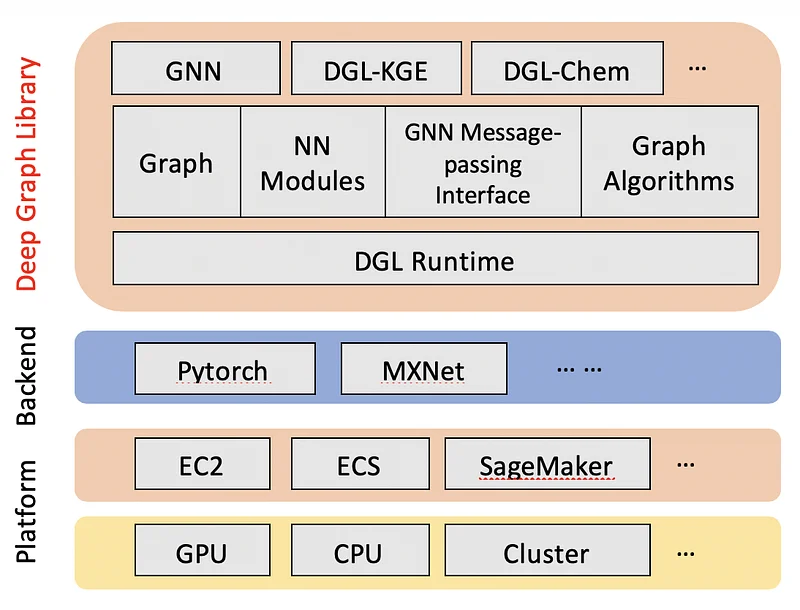 Deep Graph Library
GNN
DGL-KGE
DGL-Chem
...
Graph
NN
Modules
GNN Message-
passing
Interface
Graph
Algorithms
DGL Runtime
Backend
Pytorch
MXNet
... ...
Platform
EC2
ECS
SageMaker
...
GPU
CPU
Cluster
...